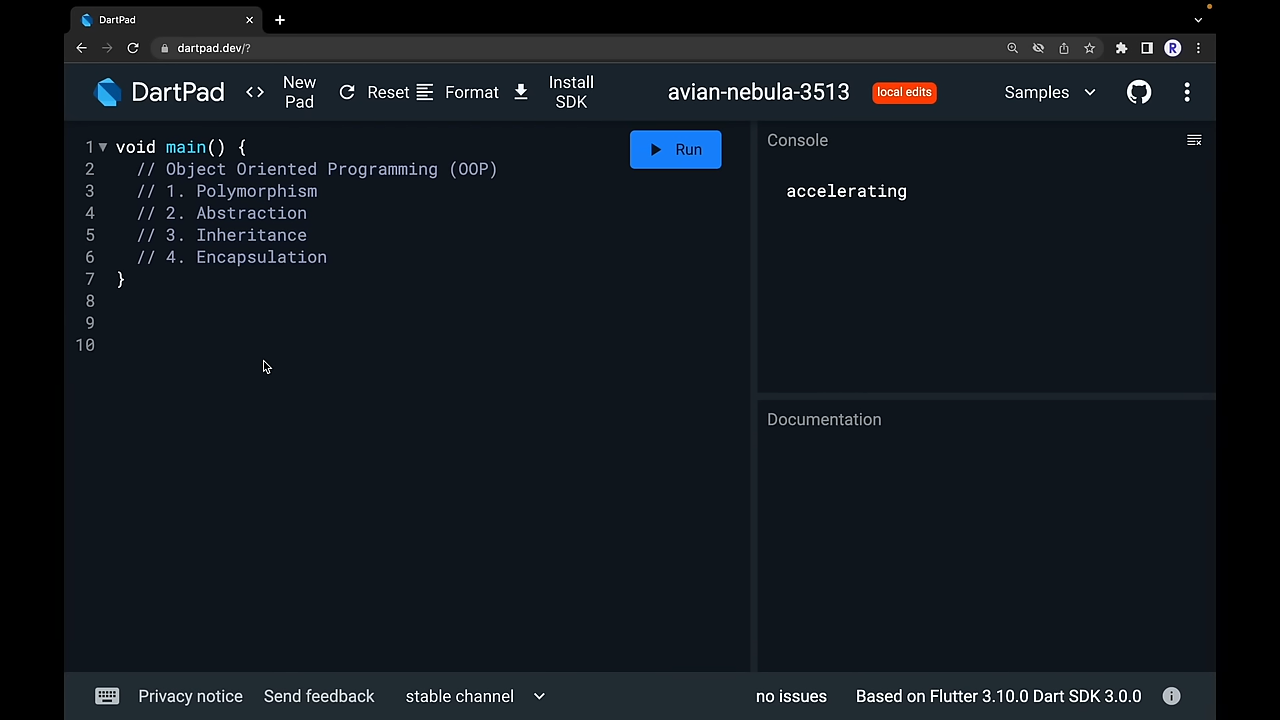 DartPad
dartpad.dev/?
R
DartPad
New Pad
Reset
Format
Install SDK
avian-nebula-3513
local edits
Samples
1 void main() {
2 // Object Oriented Programming (OOP)
3 // 1. Polymorphism
4 // 2. Abstraction
5 // 3. Inheritance
6 // 4. Encapsulation
7 }
8
9
10
Run
Console
accelerating
Documentation
Privacy notice
Send feedback
stable channel
no issues
Based on Flutter 3.10.0 Dart SDK 3.0.0